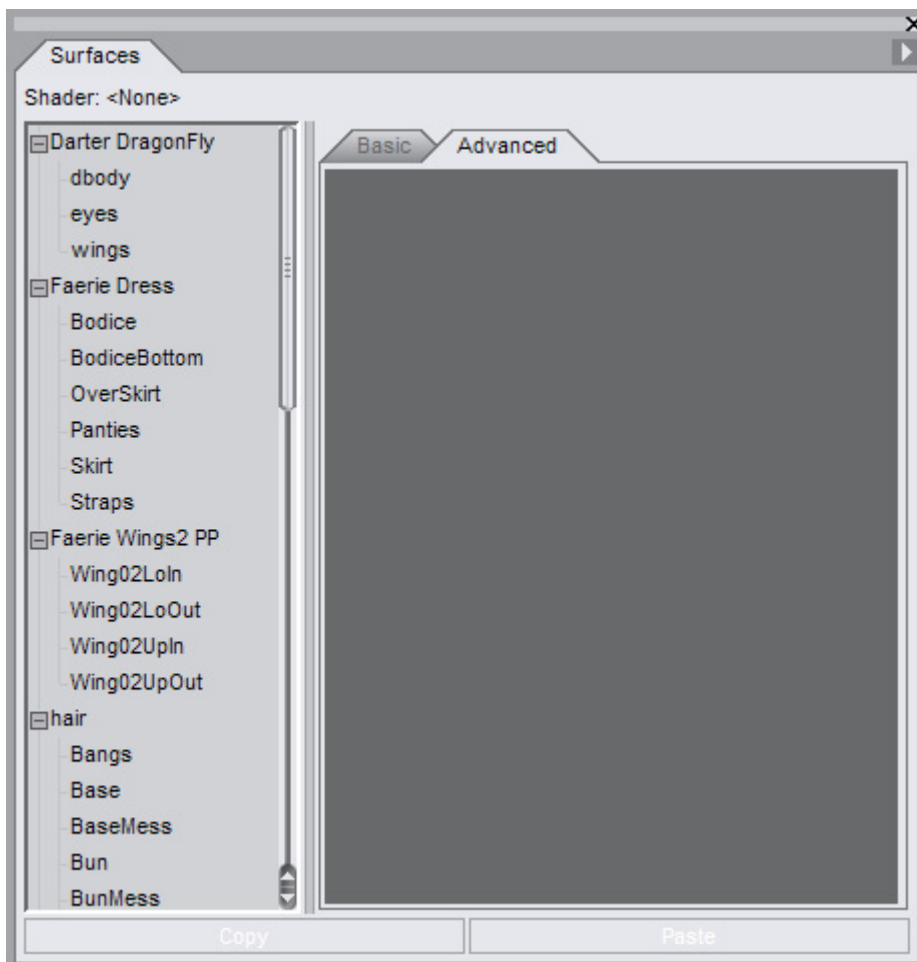 Surfaces
Shader: <None>
Basic
Advanced
Darter DragonFly
dbody
eyes
wings
Faerie Dress
Bodice
BodiceBottom
OverSkirt
Panties
Skirt
Straps
Faerie Wings2 PP
Wing02LoIn
Wing02LoOut
Wing02UpIn
Wing02UpOut
hair
Bangs
Base
BaseMess
Bun
BunMess
Copy
Paste